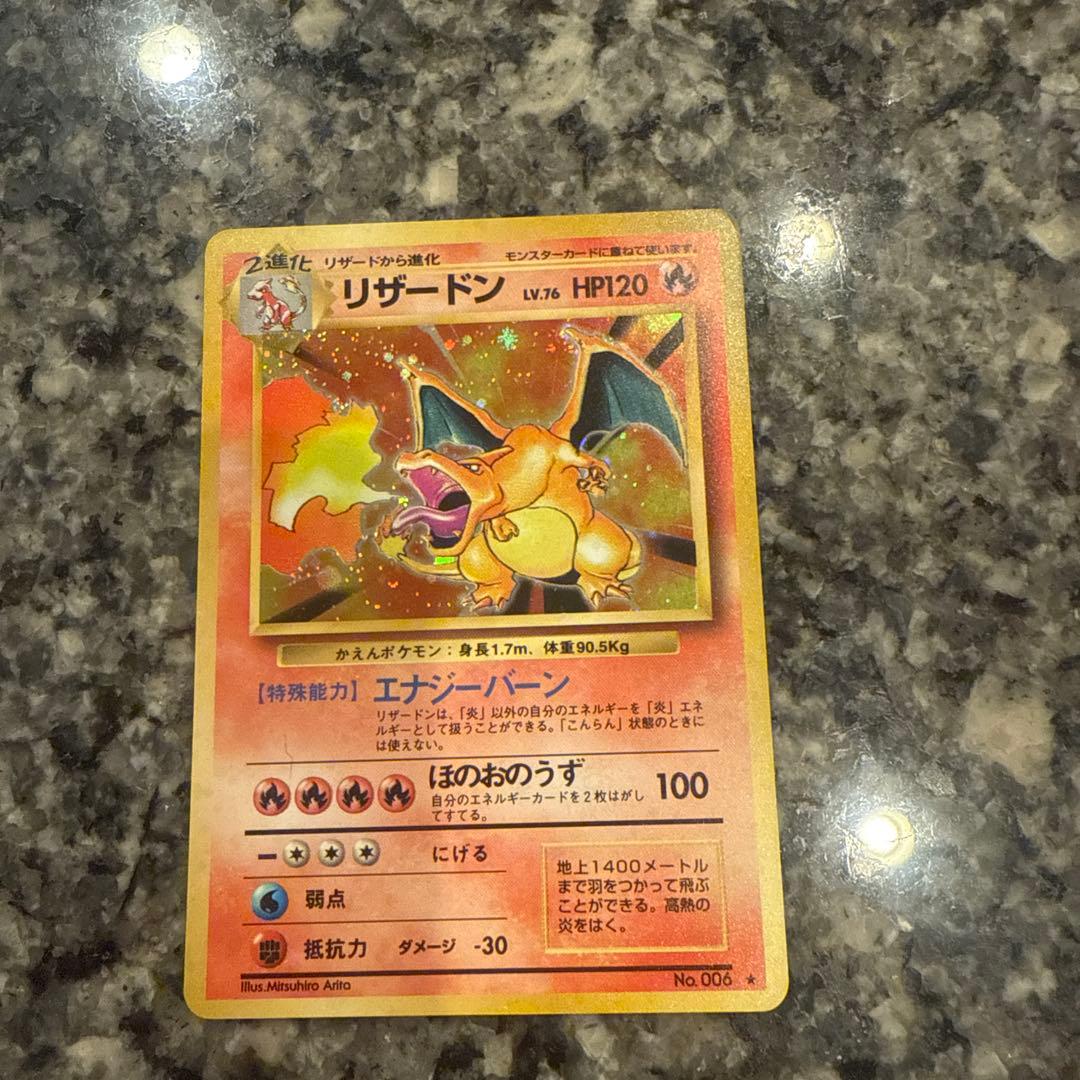 2進化 リザードから進化 モンスターカードに重ねて使います。
リザードン LV.76 HP120
かえんポケモン:身長1.7m、体重90.5Kg
【特殊能力】 エナジーバーン
リザードンは、「炎」以外の自分のエネルギーを「炎」エネ
ルギーとして扱うことができる。「こんらん」状態のときに
は使えない。
ほのおのうず 100
自分のエネルギーカードを2枚はがし
てすてる。
にげる
弱点
抵抗力 ダメージ -30
地上1400メートル
まで羽をつかって飛ぶ
ことができる。高熱の
炎をはく。
Illus.Mitsuhiro Arita No.006 ★